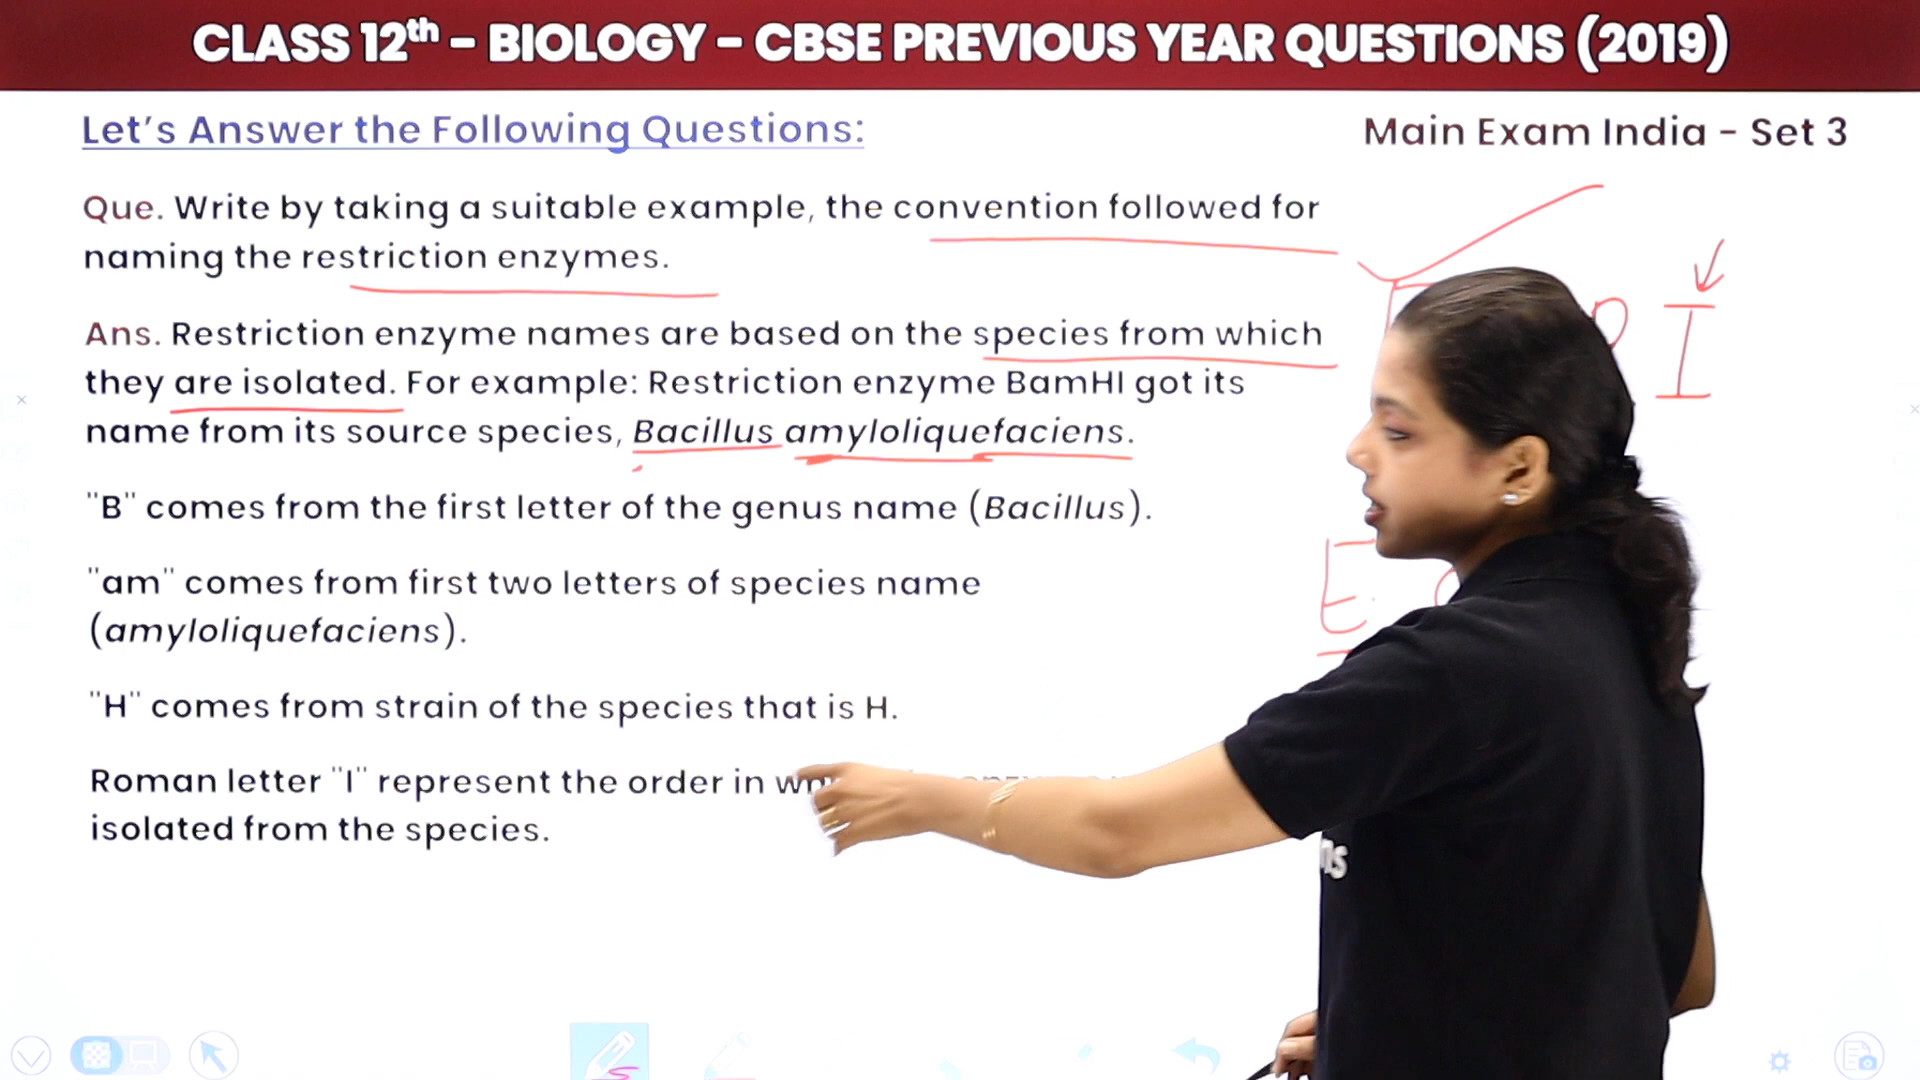 CLASS 12th - BIOLOGY - CBSE PREVIOUS YEAR QUESTIONS (2019)
Let's Answer the Following Questions:
Main Exam India - Set 3
Que. Write by taking a suitable example, the convention followed for
naming the restriction enzymes.
Ans. Restriction enzyme names are based on the species from which
they are isolated. For example: Restriction enzyme BamHI got its
name from its source species, Bacillus amyloliquefaciens.
"B" comes from the first letter of the genus name (Bacillus).
"am" comes from first two letters of species name
(amyloliquefaciens).
"H" comes from strain of the species that is H.
Roman letter "I" represent the order in
isolated from the species.
I
E